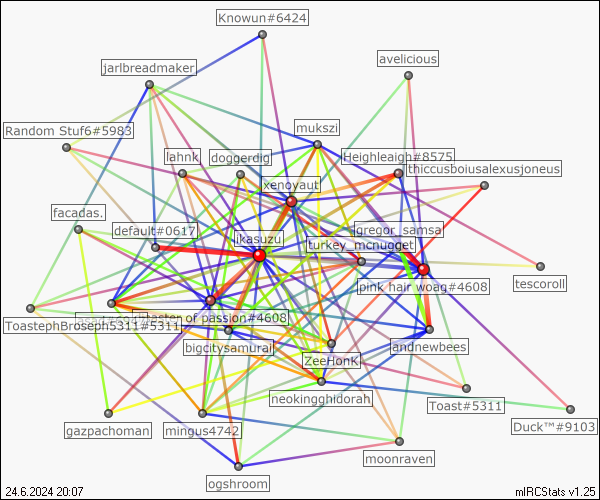 Knowun#6424
avelicious
jarlbreadmaker
Random Stuf6#5983
mukszi
lahnk
doggerdig
Heighleaigh#8575
thiccusboiusalexusjoneus
xenoyaut
facadas.
default#0617
ikasuzu
gregor_samsa
turkey_mcnugget
tescoroll
pink hair woag#4608
master of passion#4608
ToastephBroseph5311#5311
bigcitysamurai
ZeeHonK
andnewbees
neokingghidorah
Toast#5311
Duck™#9103
gazpachoman
mingus4742
moonraven
ogshroom
24.6.2024 20:07
mIRCStats v1.25